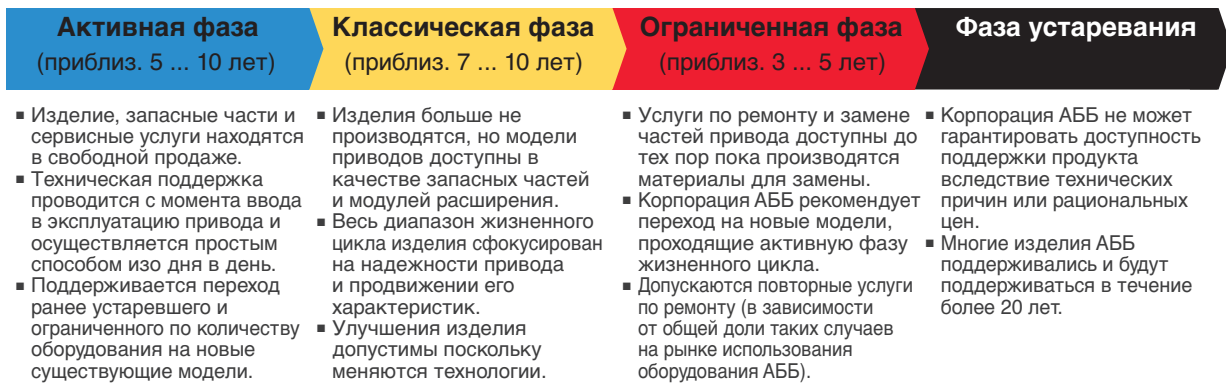 Активная фаза
(приблиз. 5 ... 10 лет)
Классическая фаза
(приблиз. 7 ... 10 лет)
Ограниченная фаза
(приблиз. 3 ... 5 лет)
Фаза устаревания
▪ Изделие, запасные части и
сервисные услуги находятся
в свободной продаже.
▪ Техническая поддержка
проводится с момента ввода
в эксплуатацию привода и
осуществляется простым
способом изо дня в день.
▪ Поддерживается переход
ранее устаревшего и
ограниченного по количеству
оборудования на новые
существующие модели.
▪ Изделия больше не
производятся, но модели
приводов доступны в
качестве запасных частей
и модулей расширения.
▪ Весь диапазон жизненного
цикла изделия сфокусирован
на надежности привода
и продвижении его
характеристик.
▪ Улучшения изделия
допустимы поскольку
меняются технологии.
▪ Услуги по ремонту и замене
частей привода доступны до
тех пор пока производятся
материалы для замены.
▪ Корпорация АББ рекомендует
переход на новые модели,
проходящие активную фазу
жизненного цикла.
▪ Допускаются повторные услуги
по ремонту (в зависимости
от общей доли таких случаев
на рынке использования
оборудования АББ).
▪ Корпорация АББ не может
гарантировать доступность
поддержки продукта
вследствие технических
причин или рациональных
цен.
▪ Многие изделия АББ
поддерживались и будут
поддерживаться в течение
более 20 лет.